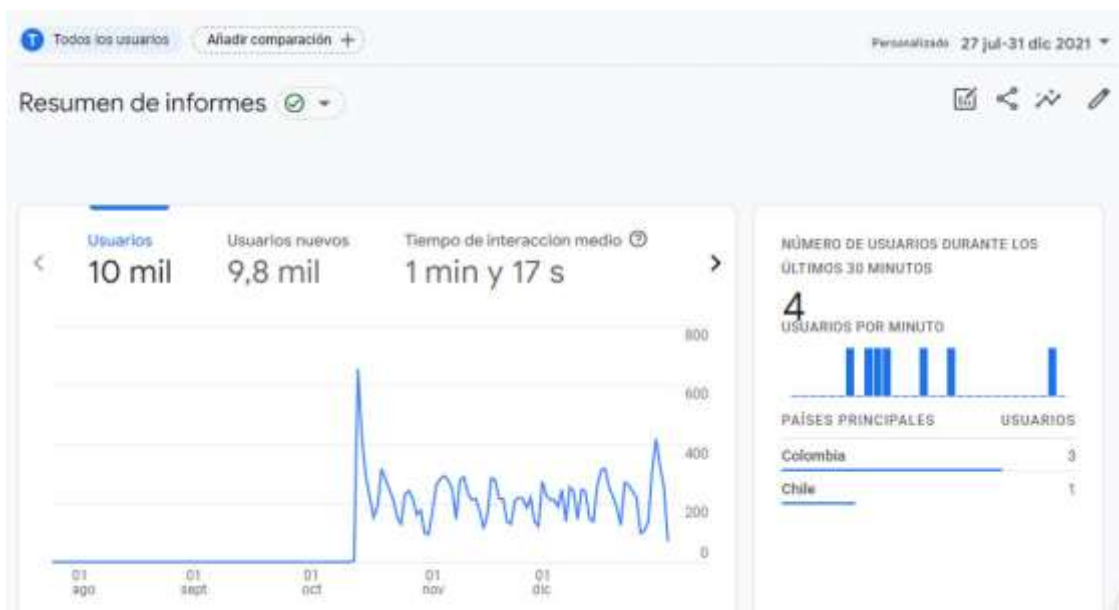 T Todos los usuarios Añadir comparación + Personalizado 27 jul-31 dic 2021
Resumen de informes
Usuarios Usuarios nuevos Tiempo de interacción medio
10 mil 9,8 mil 1 min y 17 s
800
600
400
200
0
01 ago 01 sept 01 oct 01 nov 01 dic
NÚMERO DE USUARIOS DURANTE LOS
ÚLTIMOS 30 MINUTOS
4
USUARIOS POR MINUTO
PAÍSES PRINCIPALES USUARIOS
Colombia 3
Chile 1